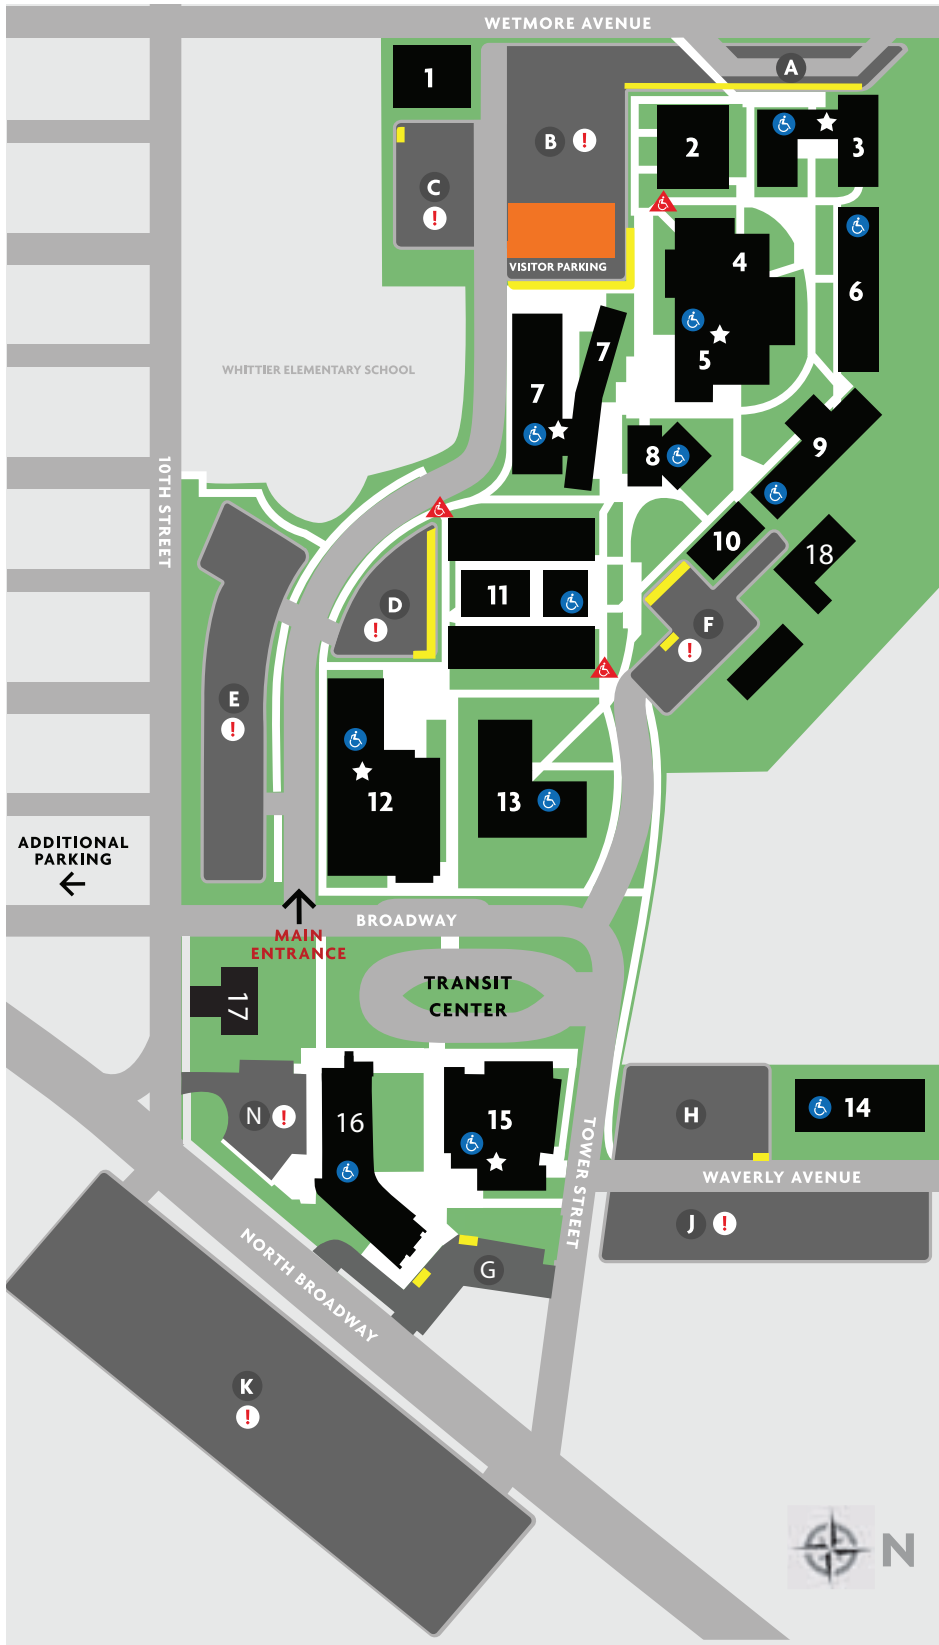 WETMORE AVENUE
A
1
B !
2
3
C
!
VISITOR PARKING
4
6
5
WHITTIER ELEMENTARY SCHOOL
7
7
8
9
10TH STREET
10
18
11
D
!
F
!
E
!
12
13
ADDITIONAL
PARKING
BROADWAY
MAIN
ENTRANCE
TRANSIT
CENTER
17
N !
16
15
H
14
TOWER STREET
WAVERLY AVENUE
J !
NORTH BROADWAY
G
K
!
N